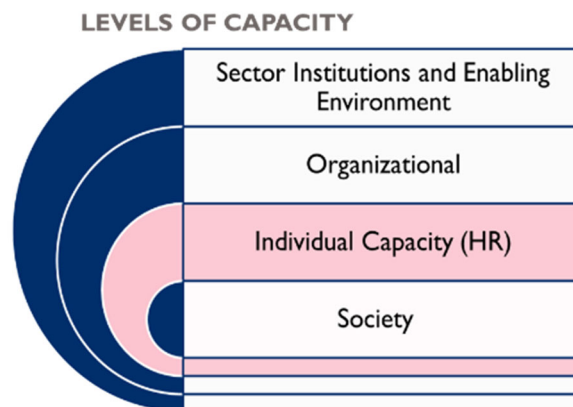 LEVELS OF CAPACITY
Sector Institutions and Enabling
Environment
Organizational
Individual Capacity (HR)
Society